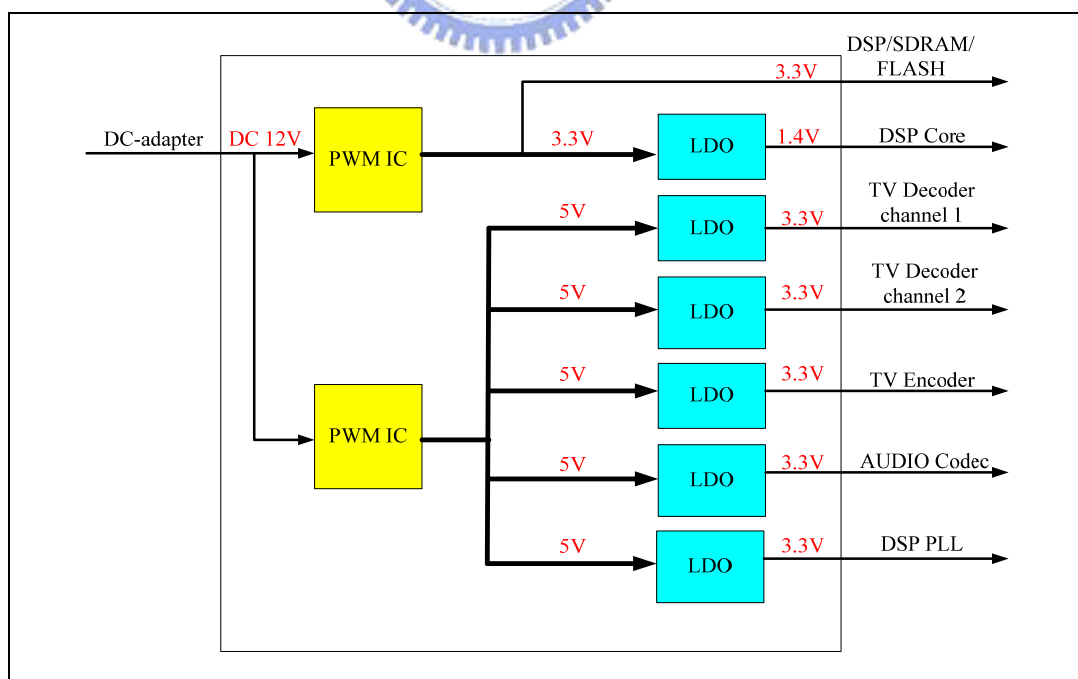 DSP/SDRAM/
FLASH
3.3V
DC-adapter
DC 12V
PWM IC
3.3V
LDO
1.4V
DSP Core
TV Decoder
channel 1
5V
LDO
3.3V
TV Decoder
channel 2
5V
LDO
3.3V
5V
LDO
3.3V
TV Encoder
PWM IC
5V
LDO
3.3V
AUDIO Codec
5V
LDO
3.3V
DSP PLL